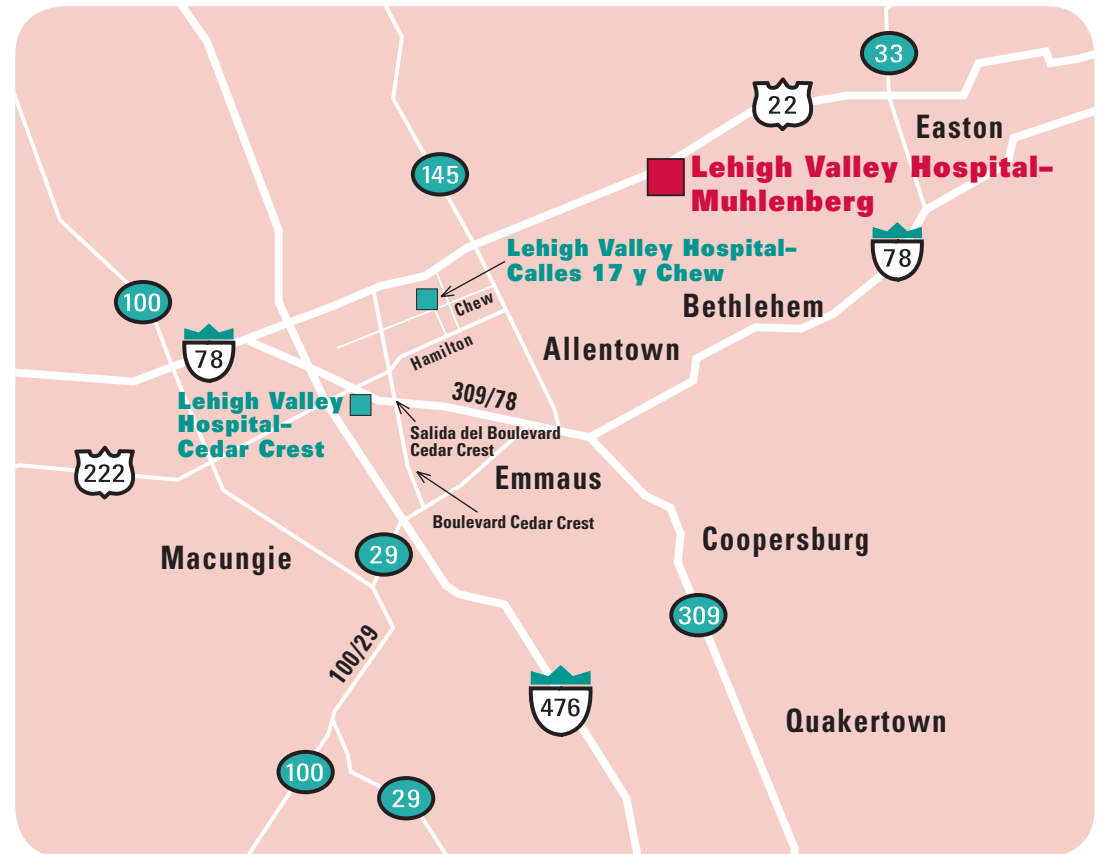 33
22
Easton
145
Lehigh Valley Hospital–
Muhlenberg
Lehigh Valley Hospital–
Calles 17 y Chew
78
100
Chew
Bethlehem
78
Hamilton
Allentown
309/78
Lehigh Valley
Hospital–
Cedar Crest
Salida del Boulevard
Cedar Crest
222
Emmaus
Boulevard Cedar Crest
Macungie
29
Coopersburg
309
100/29
476
Quakertown
100
29